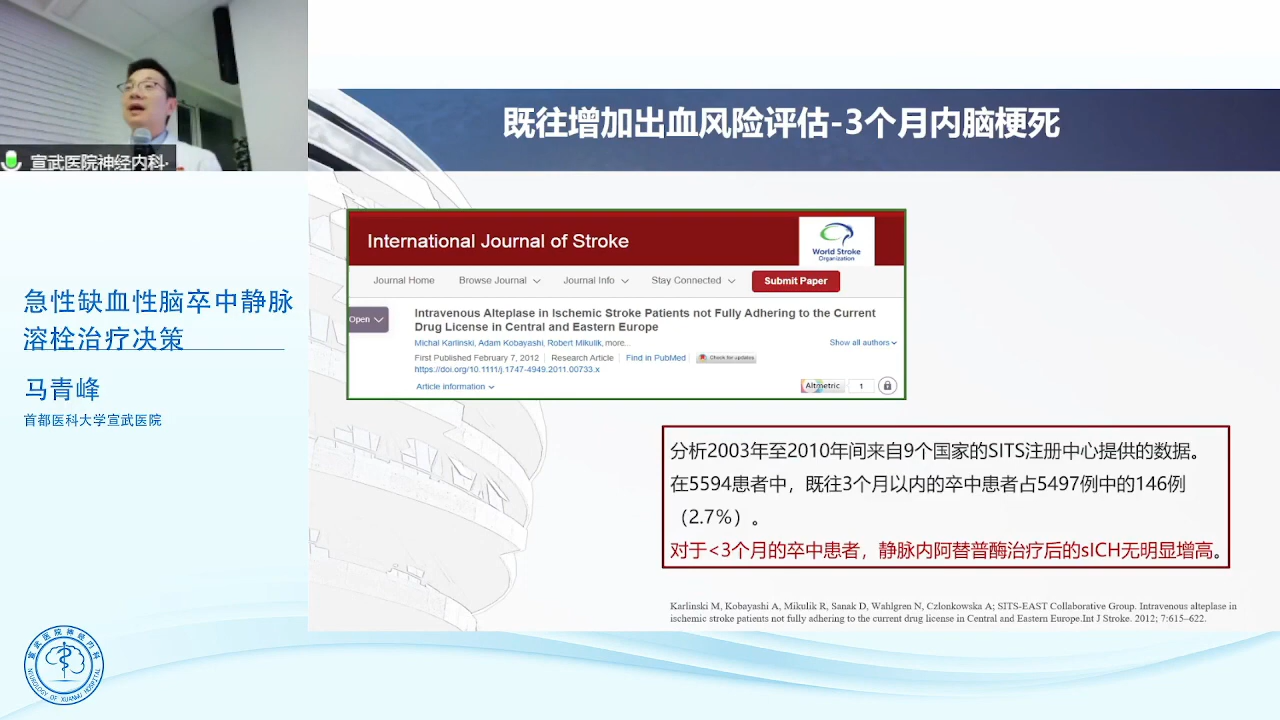 宣武医院神经内科·
急性缺血性脑卒中静脉
溶栓治疗决策
马青峰
首都医科大学宣武医院
宣武医院神经内科
NEUROLOGY OF XUANWU HOSPITAL
既往增加出血风险评估-3个月内脑梗死
International Journal of Stroke
World Stroke
Organization
Journal Home Browse Journal Journal Info Stay Connected Submit Paper
Open
Intravenous Alteplase in Ischemic Stroke Patients not Fully Adhering to the Current
Drug License in Central and Eastern Europe
Michal Karlinski, Adam Kobayashi, Robert Mikulik, more...
Show all authors
First Published February 7, 2012 Research Article Find in PubMed Check for updates
https://doi.org/10.1111/j.1747-4949.2011.00733.x
Article information
Altmetric 1
分析2003年至2010年间来自9个国家的SITS注册中心提供的数据。
在5594患者中，既往3个月以内的卒中患者占5497例中的146例
（2.7%）。
对于<3个月的卒中患者，静脉内阿替普酶治疗后的sICH无明显增高。
Karlinski M, Kobayashi A, Mikulik R, Sanak D, Wahlgren N, Czlonkowska A; SITS-EAST Collaborative Group. Intravenous alteplase in
ischemic stroke patients not fully adhering to the current drug license in Central and Eastern Europe.Int J Stroke. 2012; 7:615–622.